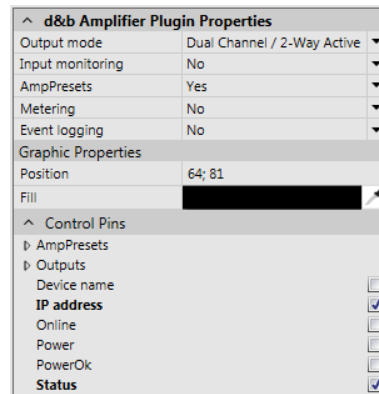 d&b Amplifier Plugin Properties
Output mode Dual Channel / 2-Way Active
Input monitoring No
AmpPresets Yes
Metering No
Event logging No
Graphic Properties
Position 64; 81
Fill
Control Pins
AmpPresets
Outputs
Device name
IP address
Online
Power
PowerOk
Status